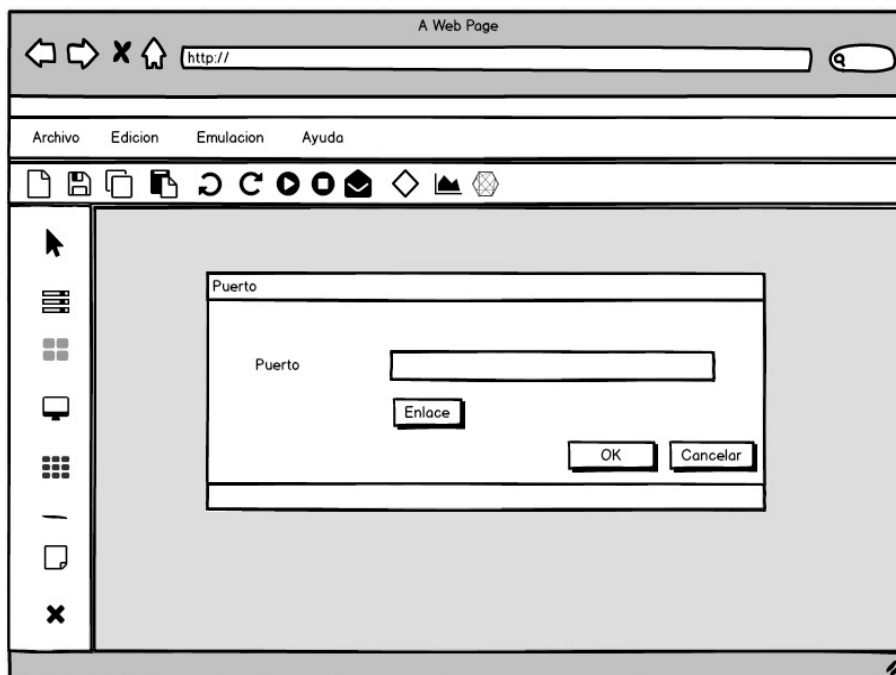 A Web Page
http://
Archivo Edicion Emulacion Ayuda
Puerto
Puerto
Enlace
OK Cancelar